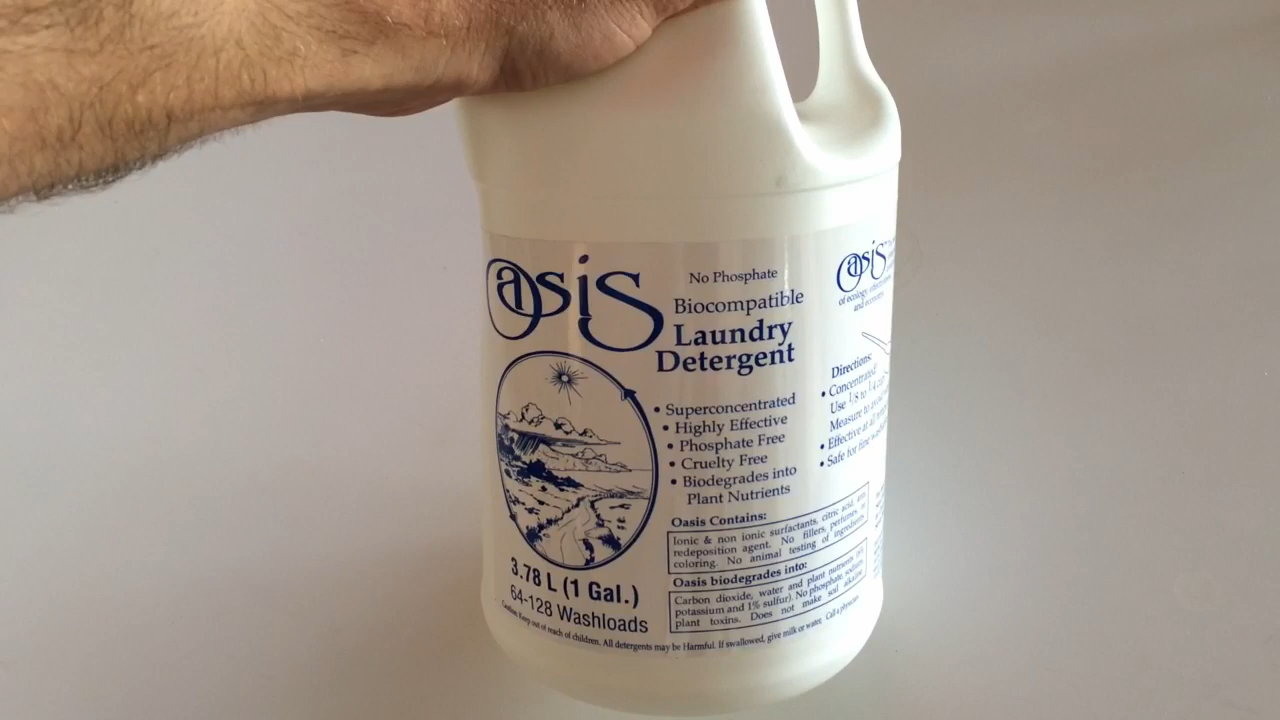 Oasis
No Phosphate
Biocompatible
Laundry
Detergent
• Superconcentrated
• Highly Effective
• Phosphate Free
• Cruelty Free
• Biodegrades into
Plant Nutrients
Oasis Contains:
Ionic & non ionic surfactants, citric acid,
redeposition agent. No fillers, perfumes,
coloring. No animal testing of ingredients.
Oasis biodegrades into:
Carbon dioxide, water and plant nutrients
potassium and 1% sulfur). No phosphate, sodium,
plant toxins. Does not make soil alkaline.
3.78 L (1 Gal.)
64-128 Washloads
Caution: Keep out of reach of children. All detergents may be Harmful. If swallowed, give milk or water. Call a physician
Oasis
of ecology,
and economy.
Directions:
• Concentrated!
Use 1/8 to 1/4 cup
Measure to
• Effective at all
• Safe for fine